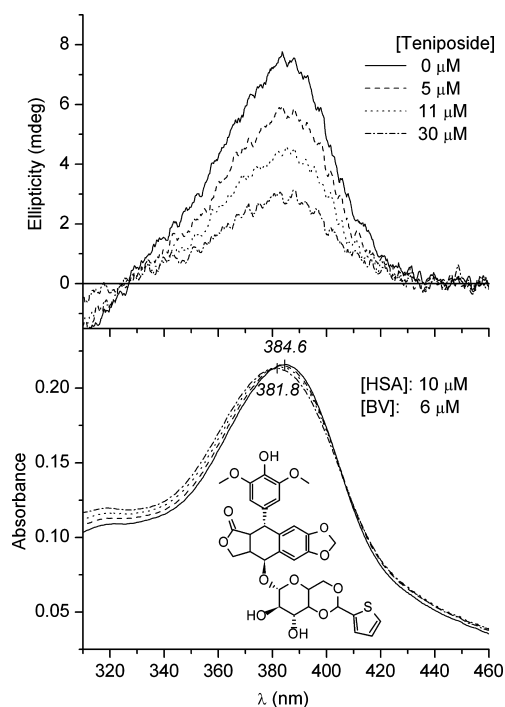 [Teniposide]
8
0 μM
5 μM
6
11 μM
30 μM
4
2
0
Ellipticity (mdeg)
384.6
381.8
[HSA]: 10 μM
[BV]: 6 μM
0.20
0.15
0.10
0.05
Absorbance
OH
O
O
O
O
O
O
O
O
O
O
S
HO
OH
320 340 360 380 400 420 440 460
λ (nm)